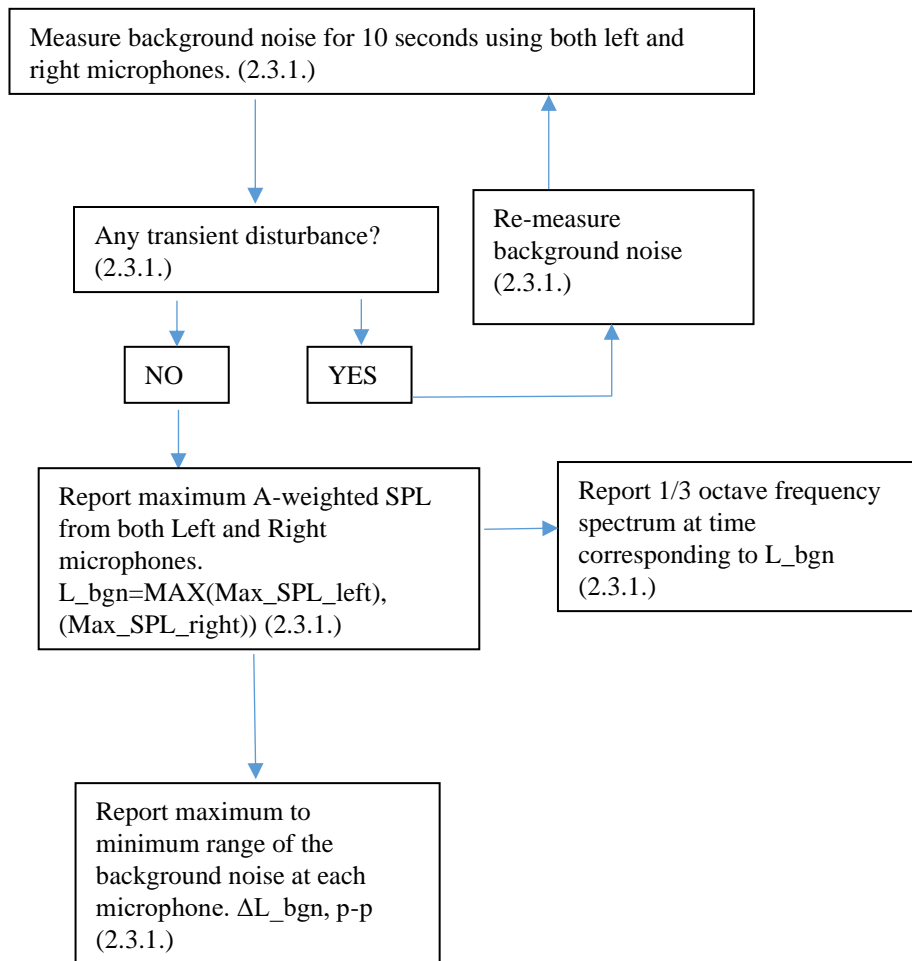 Measure background noise for 10 seconds using both left and
right microphones. (2.3.1.)
Any transient disturbance?
(2.3.1.)
Re-measure
background noise
(2.3.1.)
NO
YES
Report maximum A-weighted SPL
from both Left and Right
microphones.
L_bgn=MAX(Max_SPL_left),
(Max_SPL_right)) (2.3.1.)
Report 1/3 octave frequency
spectrum at time
corresponding to L_bgn
(2.3.1.)
Report maximum to
minimum range of the
background noise at each
microphone. ΔL_bgn, p-p
(2.3.1.)